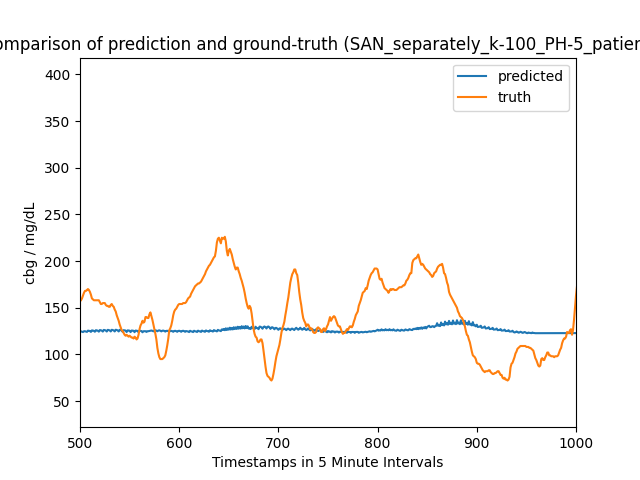 omparison of prediction and ground-truth (SAN_separately_k-100_PH-5_patien
predicted
truth
cbg / mg/dL
400
350
300
250
200
150
100
50
500
600
700
800
900
1000
Timestamps in 5 Minute Intervals